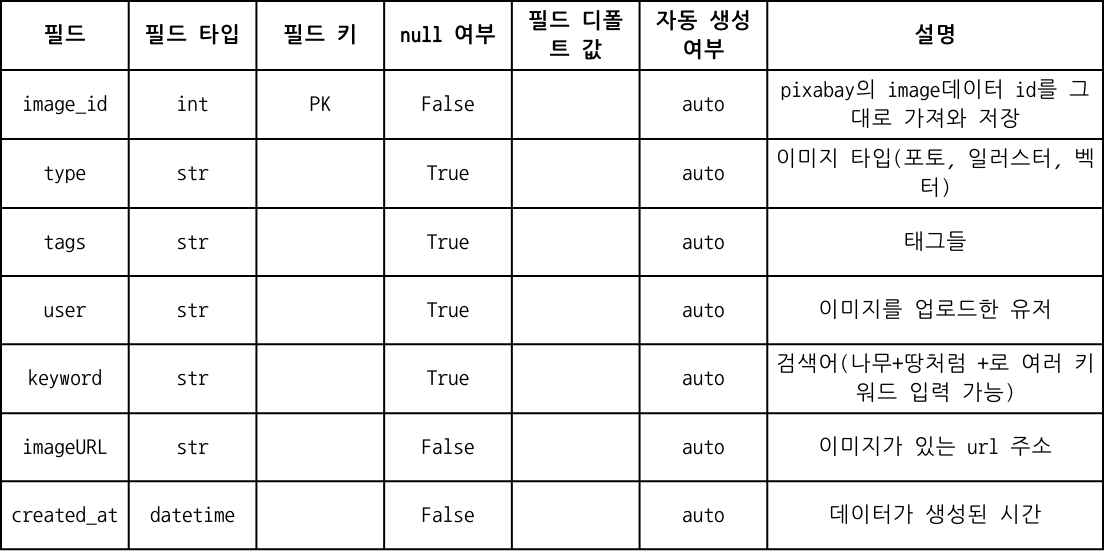 필드 필드 타입 필드 키 null 여부 필드 디폴트 값 자동 생성 여부 설명
image_id int PK False auto pixabay의 image데이터 id를 그대로 가져와 저장
type str True auto 이미지 타입(포토, 일러스터, 벡터)
tags str True auto 태그들
user str True auto 이미지를 업로드한 유저
keyword str True auto 검색어(나무+땅처럼 +로 여러 키워드 입력 가능)
imageURL str False auto 이미지가 있는 url 주소
created_at datetime False auto 데이터가 생성된 시간